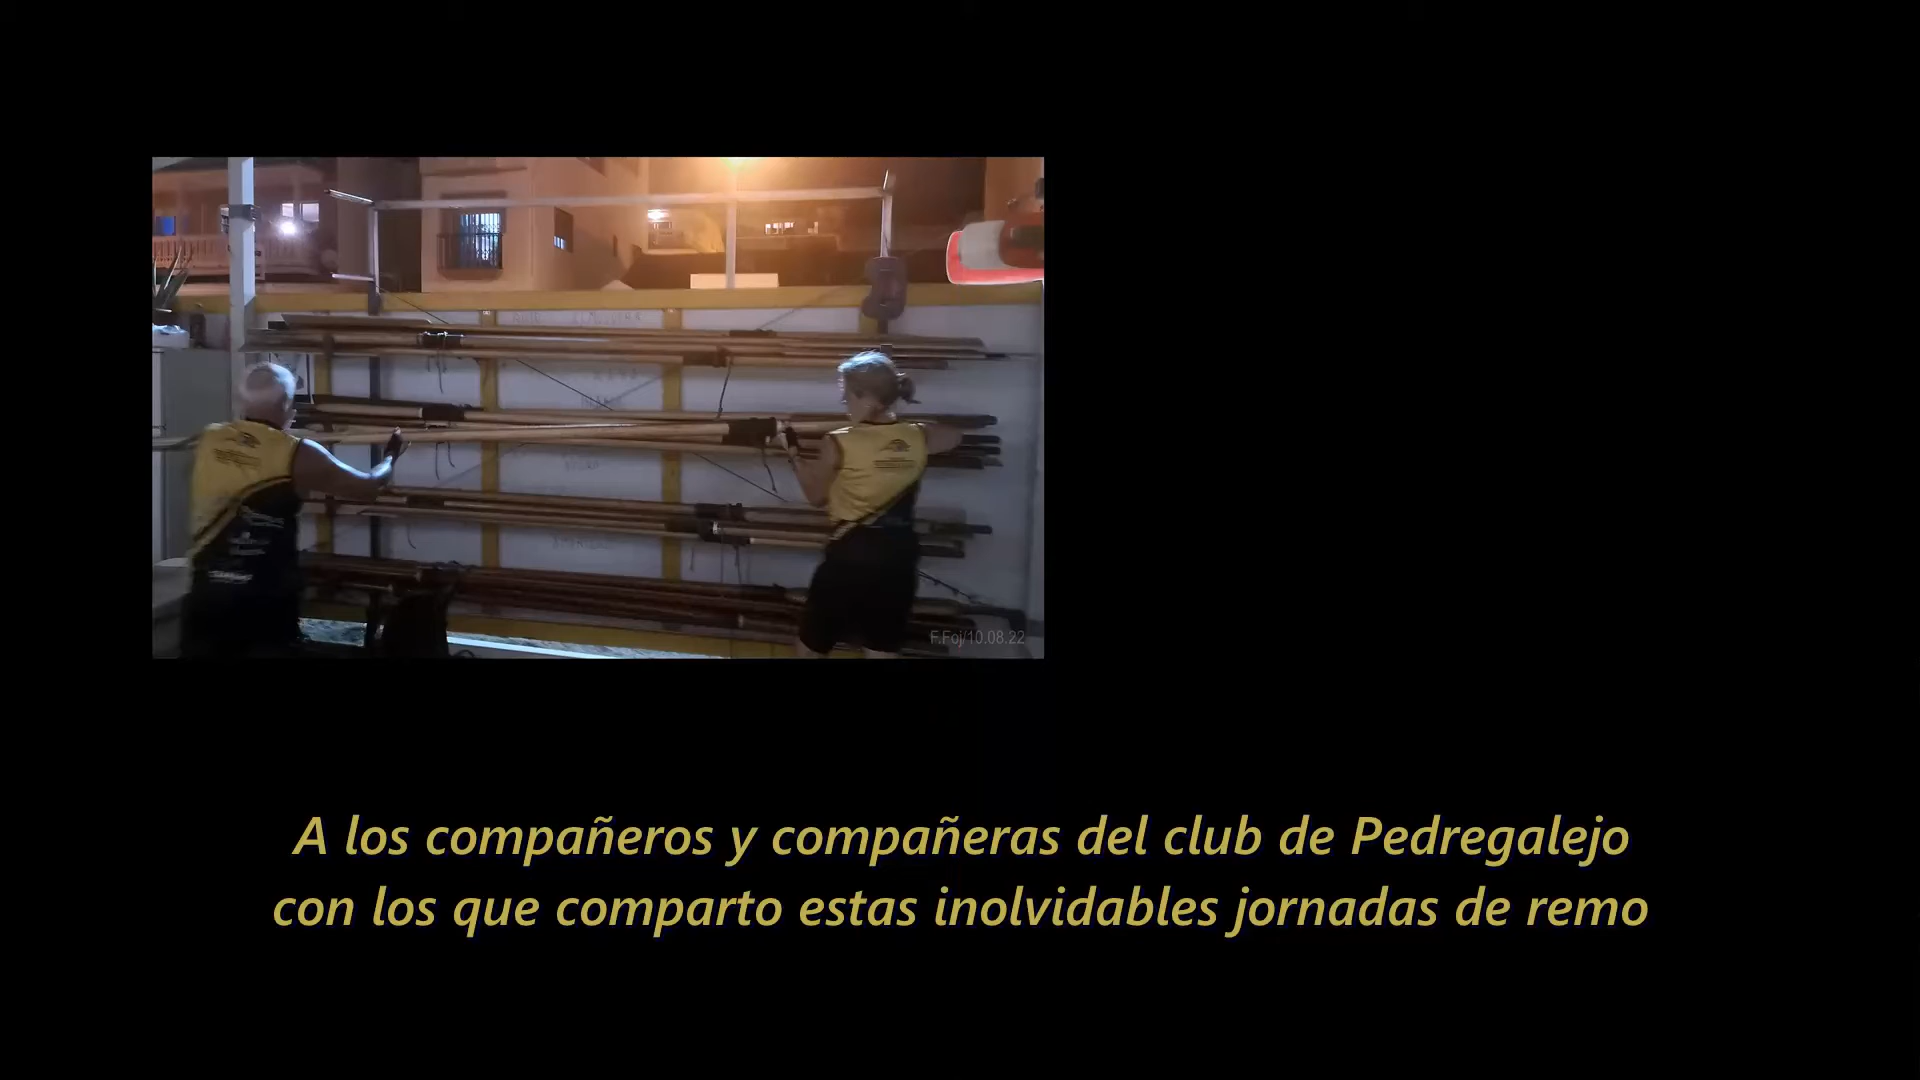 F.Foj/10.08.22
A los compañeros y compañeras del club de Pedregalejo
con los que comparto estas inolvidables jornadas de remo